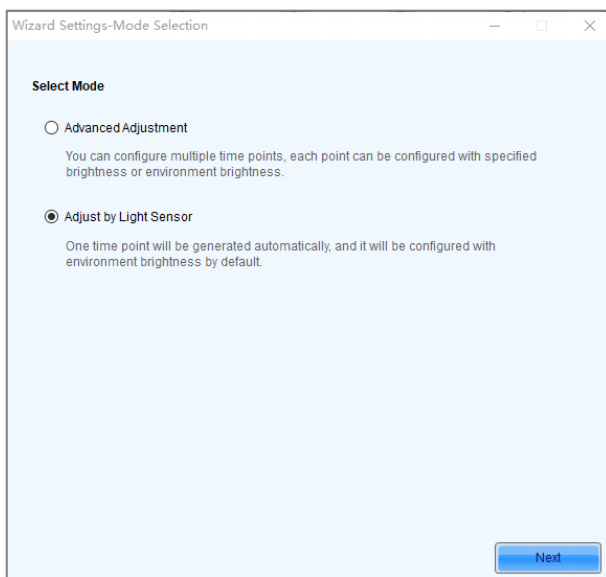 Wizard Settings-Mode Selection
Select Mode
Advanced Adjustment
You can configure multiple time points, each point can be configured with specified
brightness or environment brightness.
Adjust by Light Sensor
One time point will be generated automatically, and it will be configured with
environment brightness by default.
Next